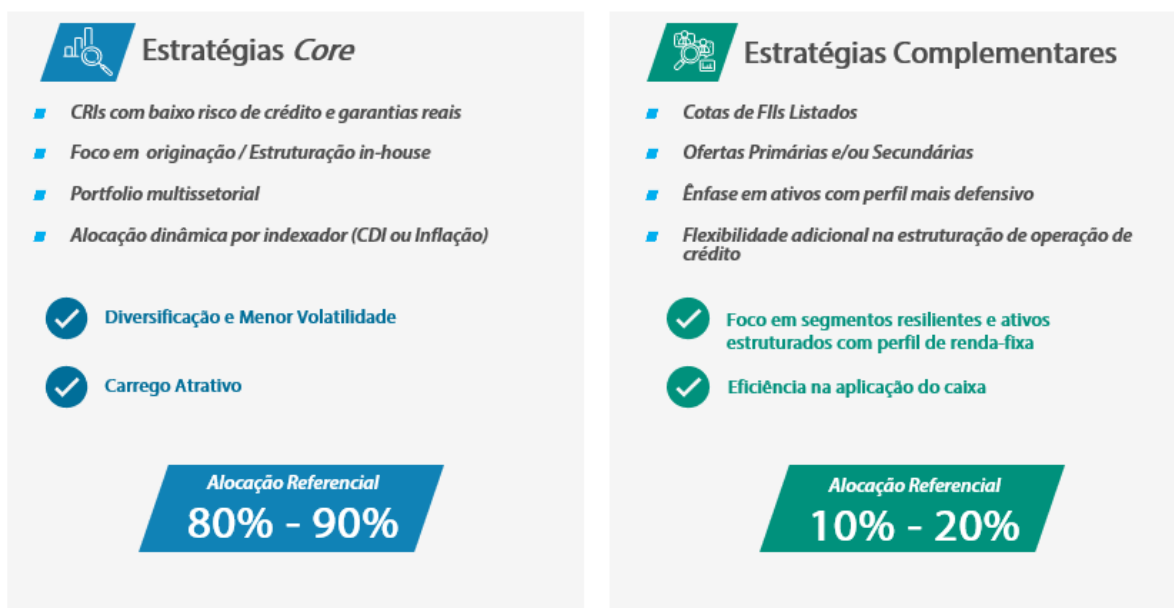 Estratégias Core
CRIs com baixo risco de crédito e garantias reais
Foco em originação / Estruturação in-house
Portfolio multissetorial
Alocação dinâmica por indexador (CDI ou Inflação)
Diversificação e Menor Volatilidade
Carrego Atrativo
Alocação Referencial
80% - 90%
Estratégias Complementares
Cotas de FIIs Listados
Ofertas Primárias e/ou Secundárias
Ênfase em ativos com perfil mais defensivo
Flexibilidade adicional na estruturação de operação de
crédito
Foco em segmentos resilientes e ativos
estruturados com perfil de renda-fixa
Eficiência na aplicação do caixa
Alocação Referencial
10% - 20%